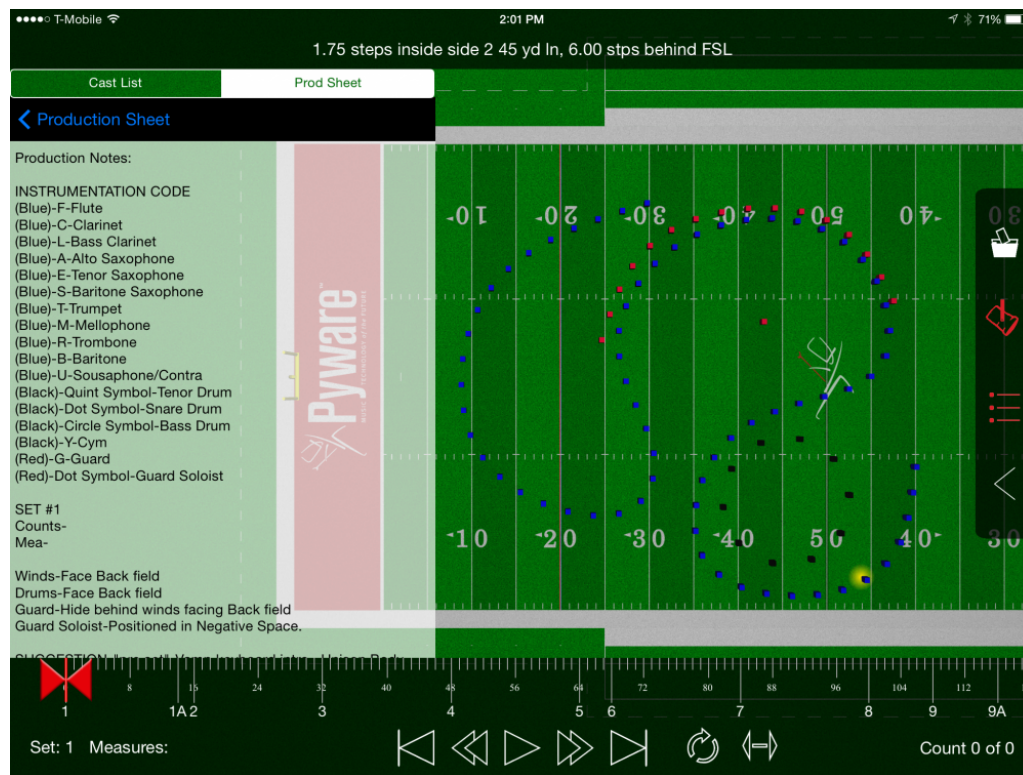 T-Mobile 2:01 PM 71%
1.75 steps inside side 2 45 yd ln, 6.00 stps behind FSL
Cast List Prod Sheet
Production Sheet
Production Notes:
INSTRUMENTATION CODE
(Blue)-F-Flute
(Blue)-C-Clarinet
(Blue)-L-Bass Clarinet
(Blue)-A-Alto Saxophone
(Blue)-E-Tenor Saxophone
(Blue)-S-Baritone Saxophone
(Blue)-T-Trumpet
(Blue)-M-Mellophone
(Blue)-R-Trombone
(Blue)-B-Baritone
(Blue)-U-Sousaphone/Contra
(Black)-Quint Symbol-Tenor Drum
(Black)-Dot Symbol-Snare Drum
(Black)-Circle Symbol-Bass Drum
(Black)-Y-Cym
(Red)-G-Guard
(Red)-Dot Symbol-Guard Soloist
SET #1
Counts-
Mea-
Winds-Face Back field
Drums-Face Back field
Guard-Hide behind winds facing Back field
Guard Soloist-Positioned in Negative Space.
10 20 30 40 50 40 30
Pyware
10 20 30 40 50 40 30
8 15 24 32 40 48 56 64 72 80 88 96 104 112
1 1A 2 3 4 5 6 7 8 9 9A
Set: 1 Measures: Count 0 of 0